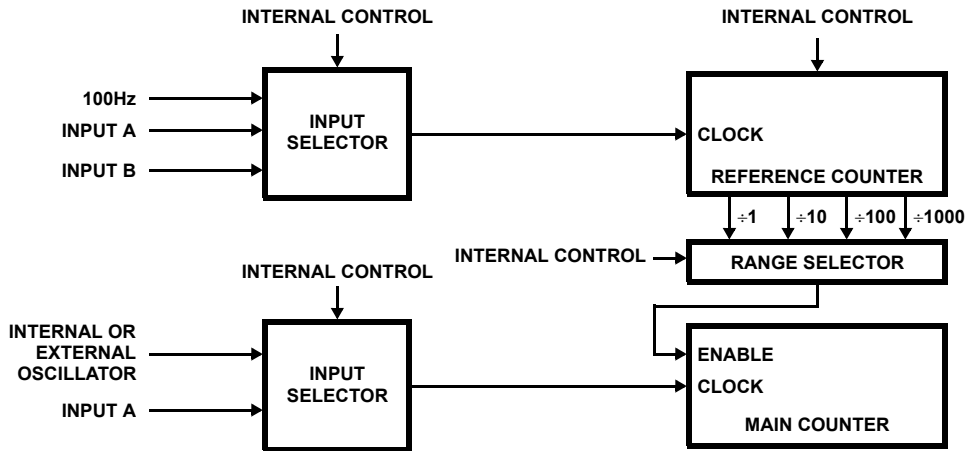 INTERNAL CONTROL
INTERNAL CONTROL
100Hz
INPUT A
INPUT B
INPUT
SELECTOR
CLOCK
REFERENCE COUNTER
÷1
÷10
÷100
÷1000
INTERNAL CONTROL
RANGE SELECTOR
INTERNAL CONTROL
INTERNAL OR
EXTERNAL
OSCILLATOR
INPUT A
INPUT
SELECTOR
ENABLE
CLOCK
MAIN COUNTER